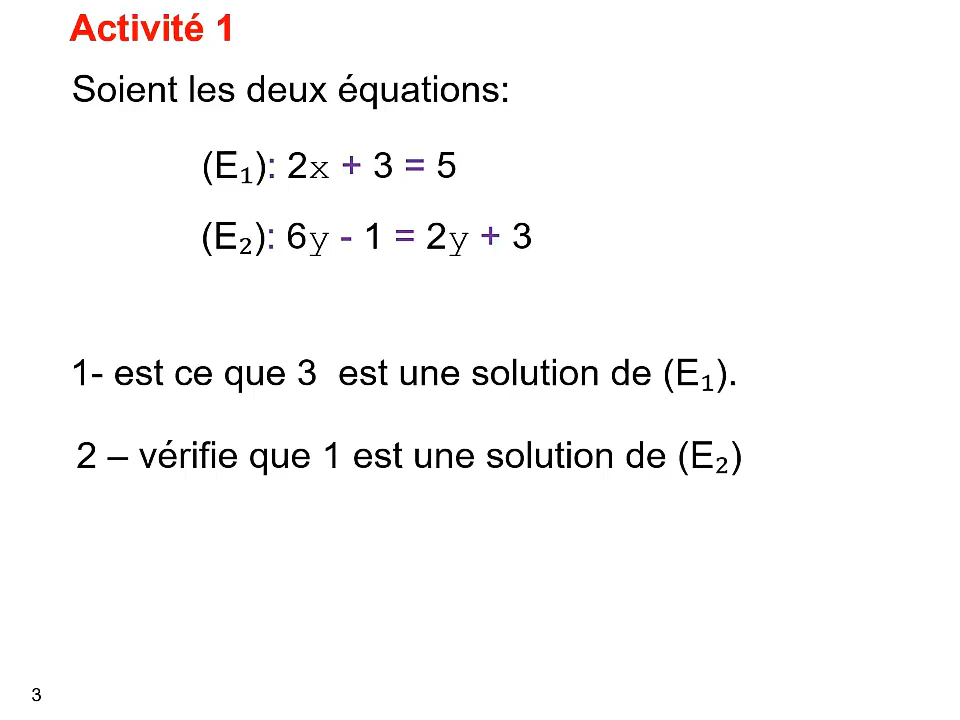 Activité 1
Soient les deux équations:
(E₁): 2x + 3 = 5
(E₂): 6y - 1 = 2y + 3
1- est ce que 3  est une solution de (E₁).
2 – vérifie que 1 est une solution de (E₂)
3